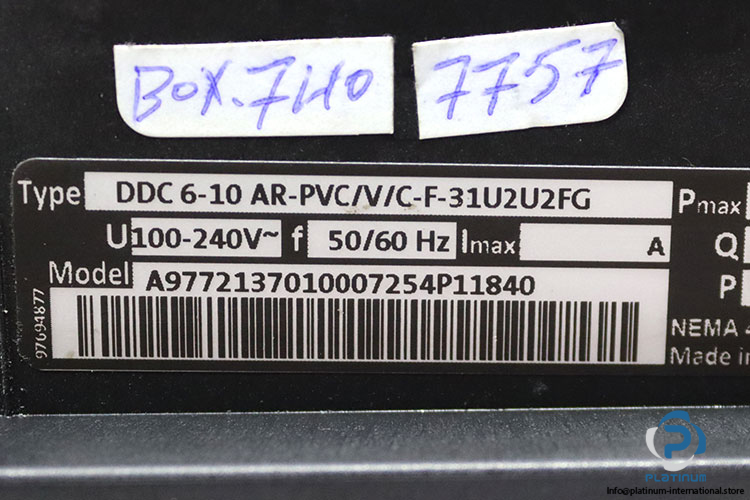 BOX.7110
7757
Type DDC 6-10 AR-PVC/V/C-F-31U2U2FG Pmax
U 100-240V~ f 50/60 Hz Imax A Q
Model A9772137010007254P11840 P
97694877
NEMA
Made in
PLATINUM
Info@platinum-international.store